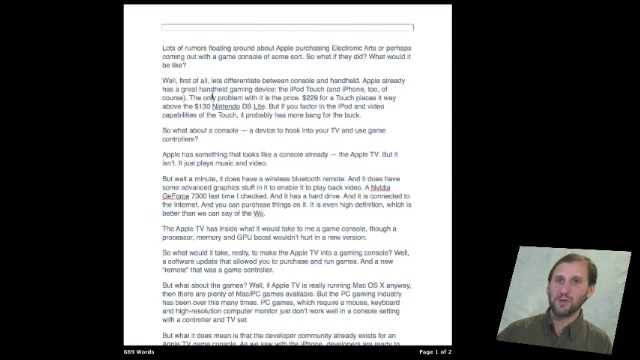 Lots of rumors floating around about Apple purchasing Electronic Arts or perhaps
coming out with a game console of some sort. So what if they did? What would it
be like?
Well, first of all, lets differentiate between console and handheld. Apple already
has a great handheld gaming device: the iPod Touch (and iPhone, too, of
course). The only problem with it is the price. $229 for a Touch places it way
above the $130 Nintendo DS Lite. But if you factor in the iPod and video
capabilities of the Touch, it probably has more bang for the buck.
So what about a console — a device to hook into your TV and use game
controllers?
Apple has something that looks like a console already — the Apple TV. But it
isn't. It just plays music and video.
But wait a minute, it does have a wireless bluetooth remote. And it does have
some advanced graphics stuff in it to enable it to play back video. A Nvidia
GeForce 7300 last time I checked. And it has a hard drive. And it is connected to
the Internet. And you can purchase things on it. It is even high definition, which is
better than we can say of the Wii.
The Apple TV has inside what it would take to me a game console, though a
processor, memory and GPU boost wouldn't hurt in a new version.
So what would it take, really, to make the Apple TV into a gaming console? Well,
a software update that allowed you to purchase and run games. And a new
"remote" that was a game controller.
But what about the games? Well, it Apple TV is really running Mac OS X anyway,
then there are plenty of Mac/PC games available. But the PC gaming industry
has been over this many times. PC games, which require a mouse, keyboard
and high-resolution computer monitor just don't work well in a console setting
with a controller and TV set.
But what it does mean is that the developer community already exists for an
Apple TV game console. As we saw with the iPhone, developers are ready to
689 Words
Page 1 of 2